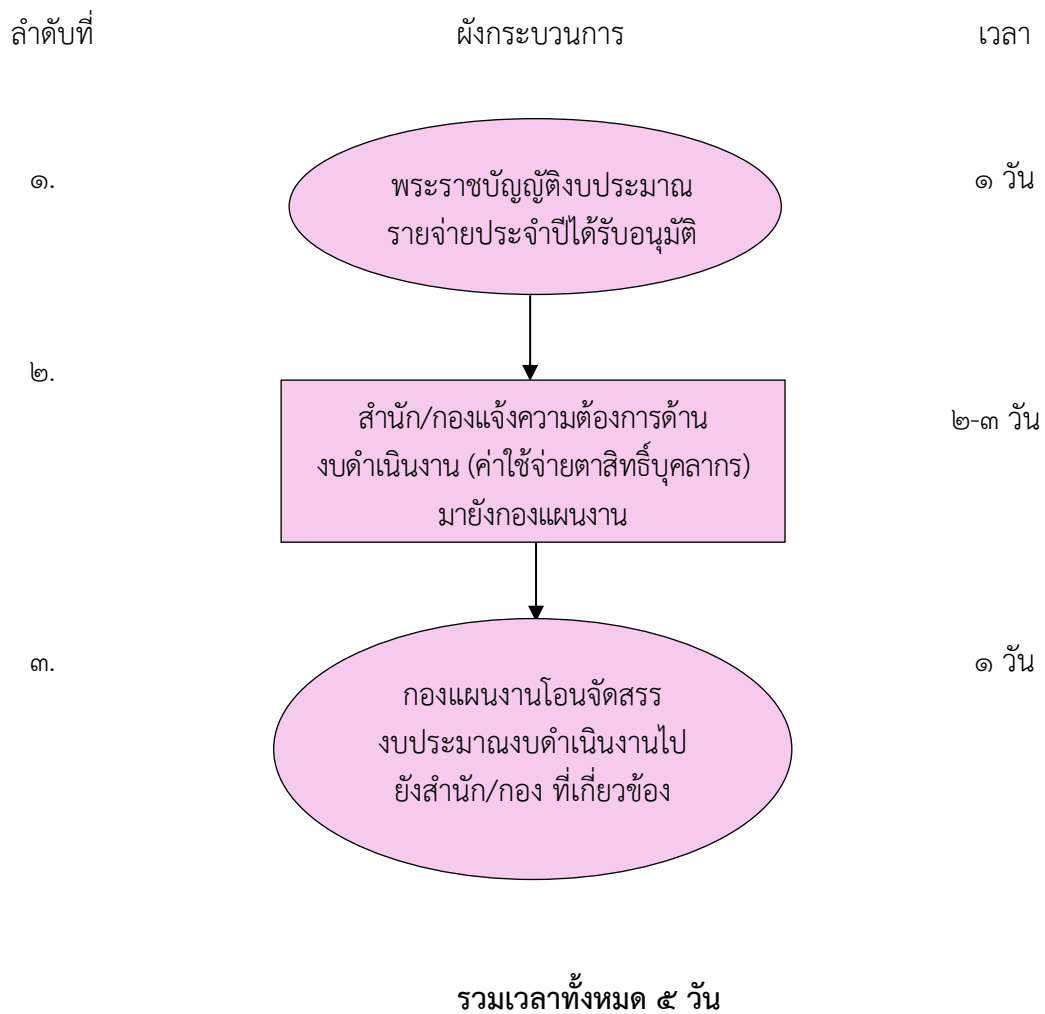 ลำดับที่ ผังกระบวนการ เวลา
๑. พระราชบัญญัติงบประมาณ ๑ วัน
รายจ่ายประจำปีได้รับอนุมัติ
๒.
สำนัก/กองแจ้งความต้องการด้าน ๒-๓ วัน
งบดำเนินงาน (ค่าใช้จ่ายตาสิทธิ์บุคลากร)
มายังกองแผนงาน
๓. ๑ วัน
กองแผนงานโอนจัดสรร
งบประมาณงบดำเนินงานไป
ยังสำนัก/กอง ที่เกี่ยวข้อง
รวมเวลาทั้งหมด ๕ วัน